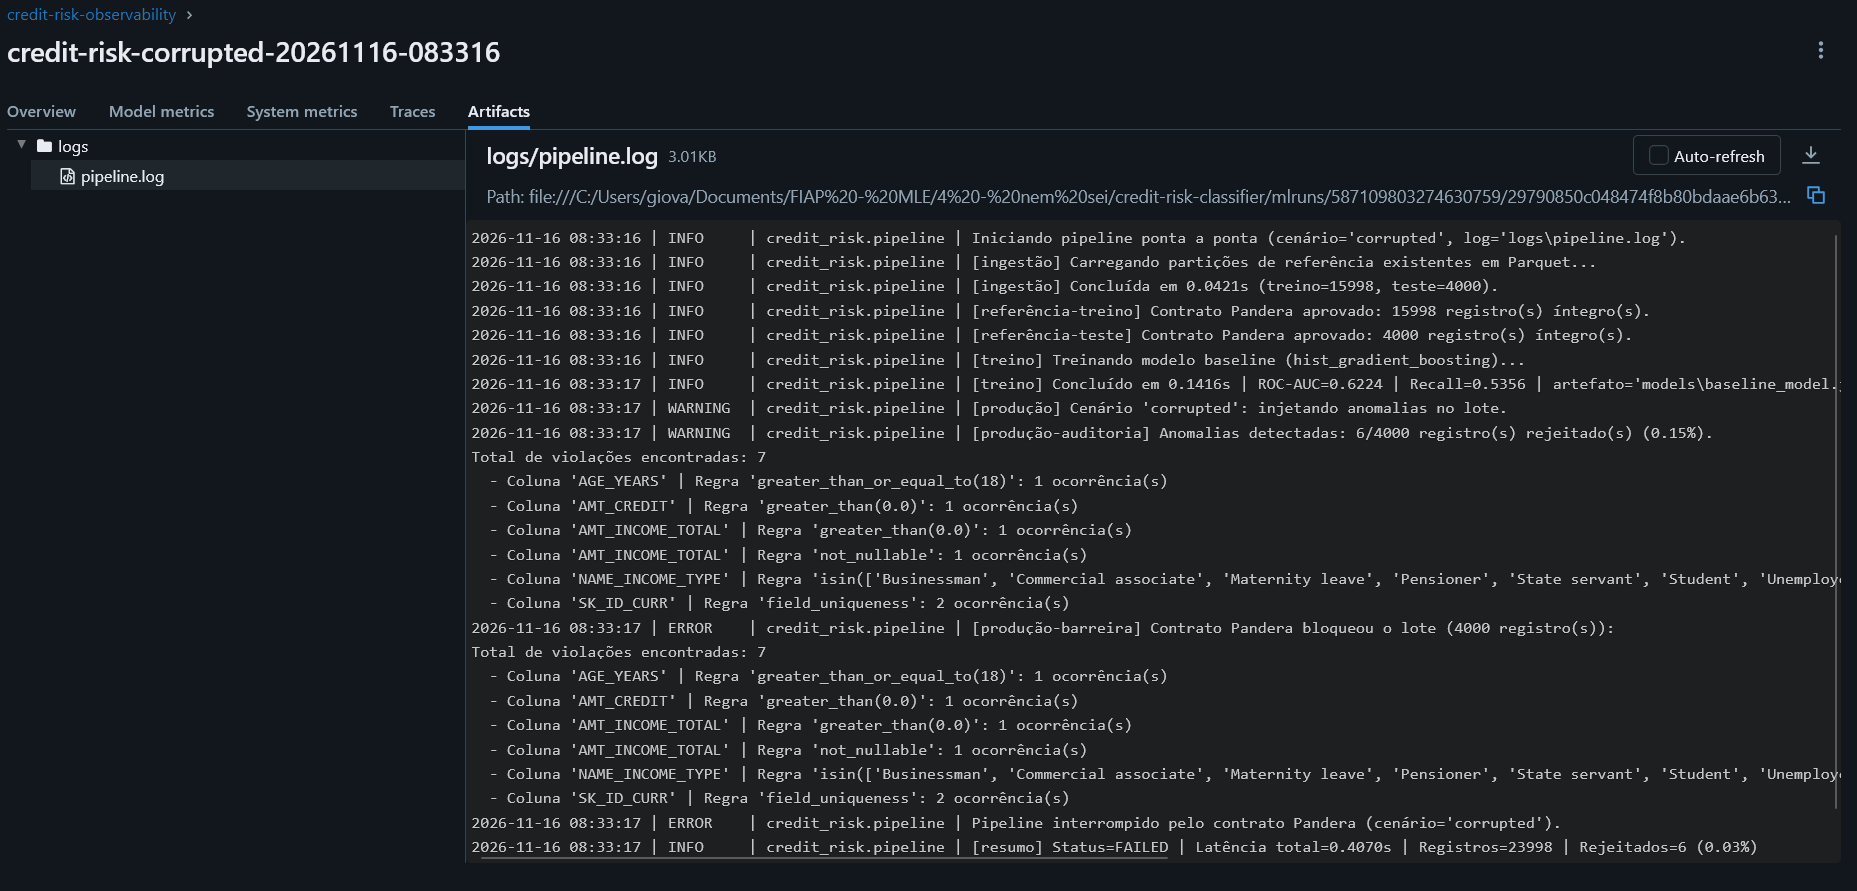 credit-risk-observability ›
credit-risk-corrupted-20261116-083316
Overview Model metrics System metrics Traces Artifacts
logs
pipeline.log
logs/pipeline.log 3.01KB
Auto-refresh
Path: file:///C:/Users/giova/Documents/FIAP%20-%20MLE/4%20-%20nem%20sei/credit-risk-classifier/mlruns/587109803274630759/29790850c048474f8b80bdaae6b63...
2026-11-16 08:33:16 | INFO     | credit_risk.pipeline | Iniciando pipeline ponta a ponta (cenário='corrupted', log='logs\pipeline.log').
2026-11-16 08:33:16 | INFO     | credit_risk.pipeline | [ingestão] Carregando partições de referência existentes em Parquet...
2026-11-16 08:33:16 | INFO     | credit_risk.pipeline | [ingestão] Concluída em 0.0421s (treino=15998, teste=4000).
2026-11-16 08:33:16 | INFO     | credit_risk.pipeline | [referência-treino] Contrato Pandera aprovado: 15998 registro(s) íntegro(s).
2026-11-16 08:33:16 | INFO     | credit_risk.pipeline | [referência-teste] Contrato Pandera aprovado: 4000 registro(s) íntegro(s).
2026-11-16 08:33:16 | INFO     | credit_risk.pipeline | [treino] Treinando modelo baseline (hist_gradient_boosting)...
2026-11-16 08:33:17 | INFO     | credit_risk.pipeline | [treino] Concluído em 0.1416s | ROC-AUC=0.6224 | Recall=0.5356 | artefato='models\baseline_model.
2026-11-16 08:33:17 | WARNING  | credit_risk.pipeline | [produção] Cenário 'corrupted': injetando anomalias no lote.
2026-11-16 08:33:17 | WARNING  | credit_risk.pipeline | [produção-auditoria] Anomalias detectadas: 6/4000 registro(s) rejeitado(s) (0.15%).
Total de violações encontradas: 7
  - Coluna 'AGE_YEARS' | Regra 'greater_than_or_equal_to(18)': 1 ocorrência(s)
  - Coluna 'AMT_CREDIT' | Regra 'greater_than(0.0)': 1 ocorrência(s)
  - Coluna 'AMT_INCOME_TOTAL' | Regra 'greater_than(0.0)': 1 ocorrência(s)
  - Coluna 'AMT_INCOME_TOTAL' | Regra 'not_nullable': 1 ocorrência(s)
  - Coluna 'NAME_INCOME_TYPE' | Regra 'isin(['Businessman', 'Commercial associate', 'Maternity leave', 'Pensioner', 'State servant', 'Student', 'Unemploy
  - Coluna 'SK_ID_CURR' | Regra 'field_uniqueness': 2 ocorrência(s)
2026-11-16 08:33:17 | ERROR    | credit_risk.pipeline | [produção-barreira] Contrato Pandera bloqueou o lote (4000 registro(s)):
Total de violações encontradas: 7
  - Coluna 'AGE_YEARS' | Regra 'greater_than_or_equal_to(18)': 1 ocorrência(s)
  - Coluna 'AMT_CREDIT' | Regra 'greater_than(0.0)': 1 ocorrência(s)
  - Coluna 'AMT_INCOME_TOTAL' | Regra 'greater_than(0.0)': 1 ocorrência(s)
  - Coluna 'AMT_INCOME_TOTAL' | Regra 'not_nullable': 1 ocorrência(s)
  - Coluna 'NAME_INCOME_TYPE' | Regra 'isin(['Businessman', 'Commercial associate', 'Maternity leave', 'Pensioner', 'State servant', 'Student', 'Unemploy
  - Coluna 'SK_ID_CURR' | Regra 'field_uniqueness': 2 ocorrência(s)
2026-11-16 08:33:17 | ERROR    | credit_risk.pipeline | Pipeline interrompido pelo contrato Pandera (cenário='corrupted').
2026-11-16 08:33:17 | INFO     | credit_risk.pipeline | [resumo] Status=FAILED | Latência total=0.4070s | Registros=23998 | Rejeitados=6 (0.03%)